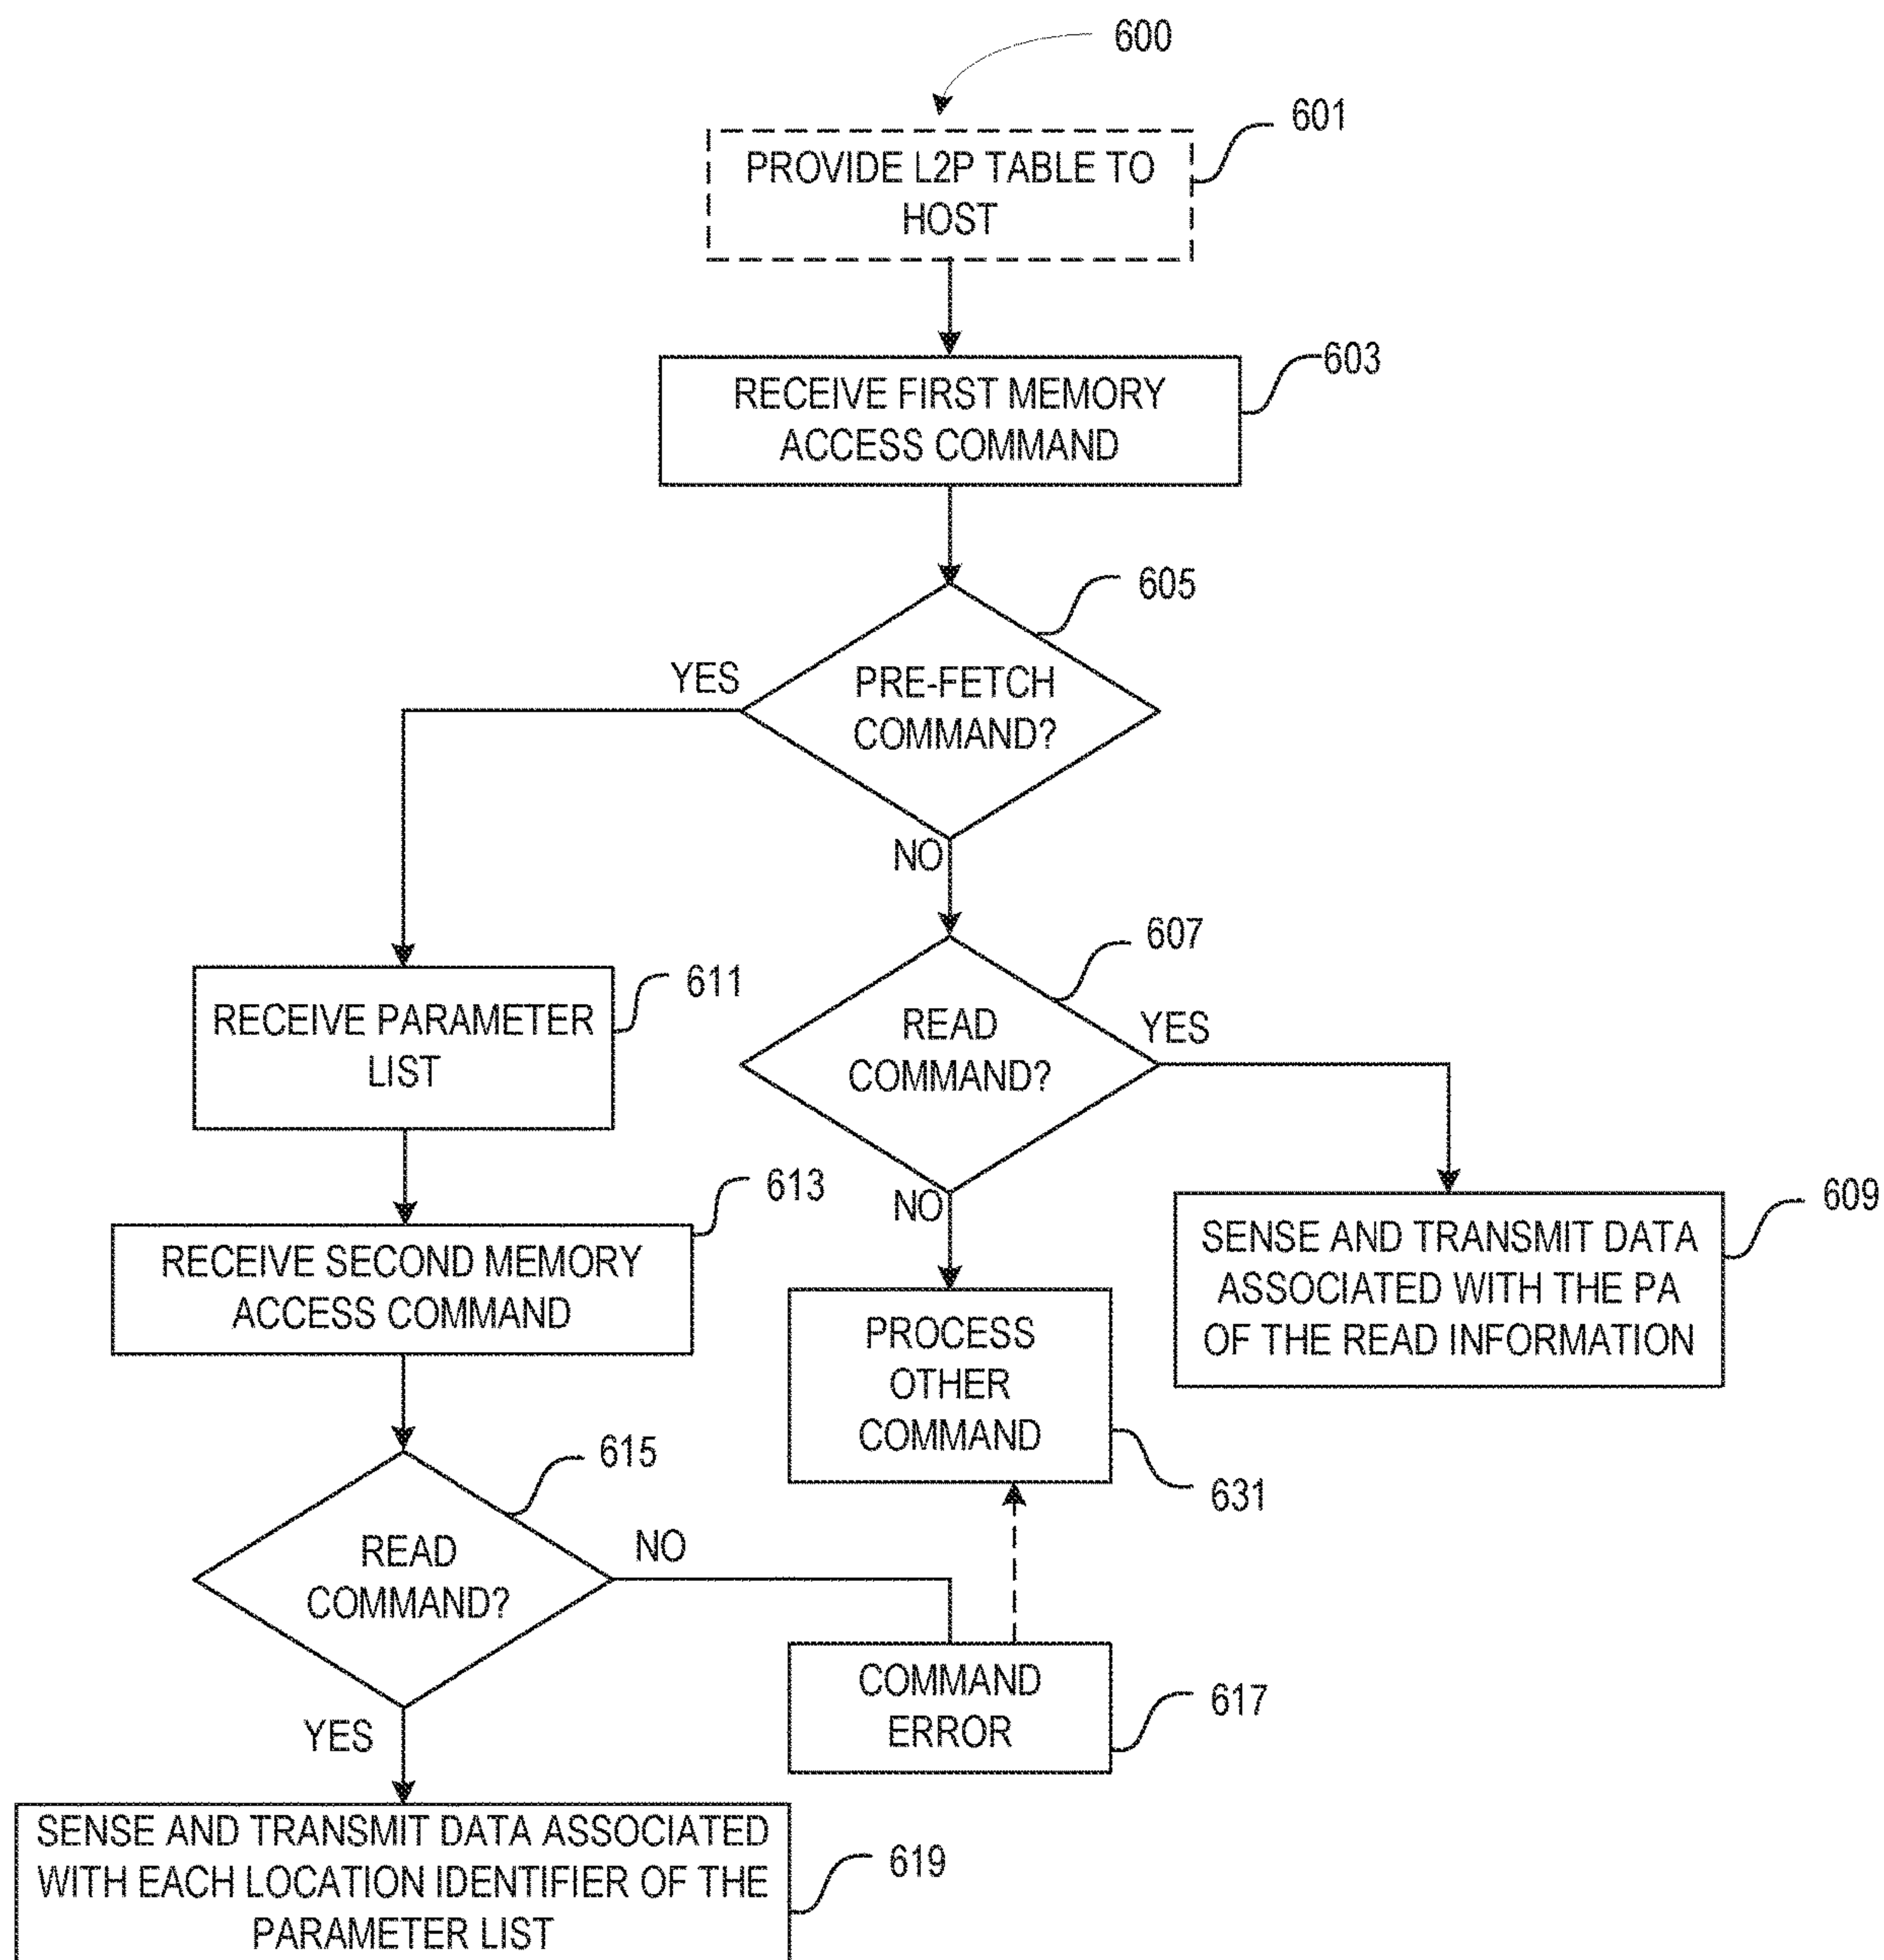 600
601
PROVIDE L2P TABLE TO
HOST
603
RECEIVE FIRST MEMORY
ACCESS COMMAND
605
YES
PRE-FETCH
COMMAND?
NO
607
611
RECEIVE PARAMETER
LIST
READ
COMMAND?
YES
613
NO
609
RECEIVE SECOND MEMORY
ACCESS COMMAND
SENSE AND TRANSMIT DATA
ASSOCIATED WITH THE PA
OF THE READ INFORMATION
PROCESS
OTHER
COMMAND
615
631
READ
COMMAND?
NO
COMMAND
ERROR
617
YES
SENSE AND TRANSMIT DATA ASSOCIATED
WITH EACH LOCATION IDENTIFIER OF THE
PARAMETER LIST
619